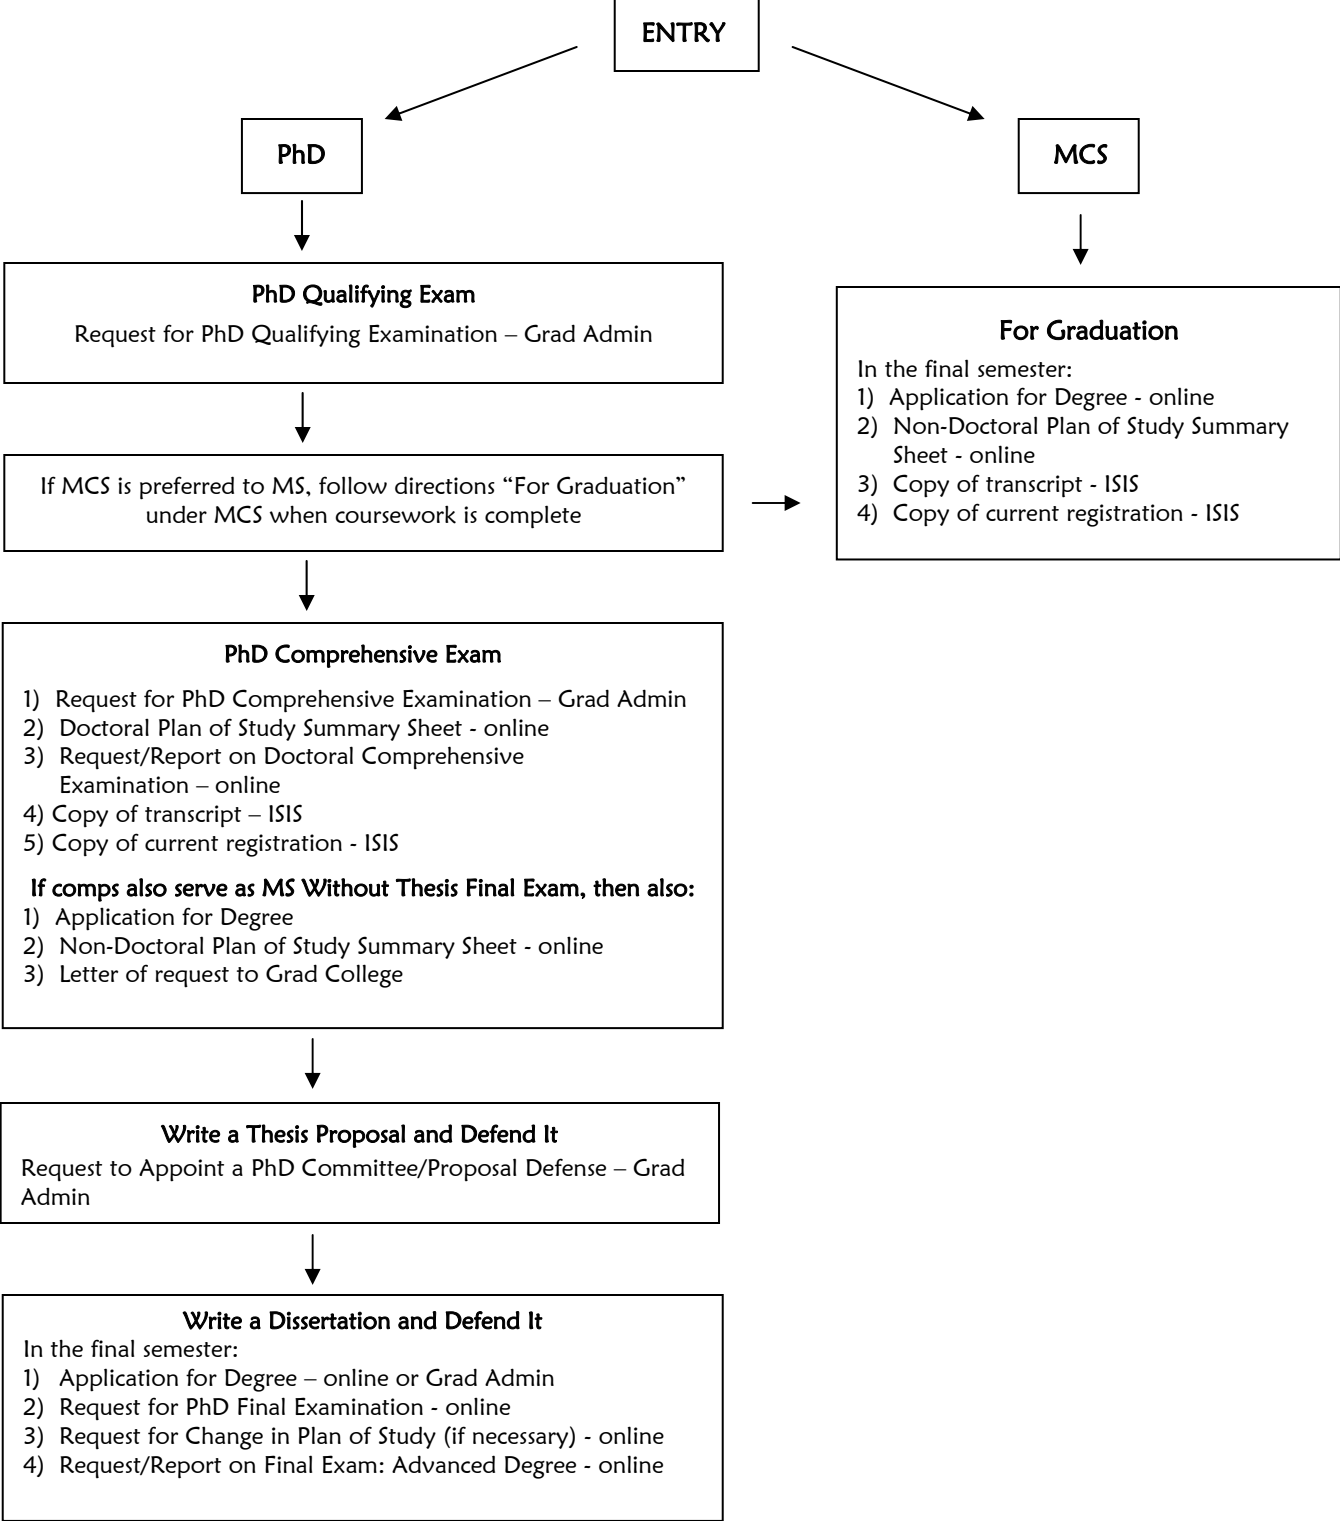 ENTRY
PhD
MCS
PhD Qualifying Exam
Request for PhD Qualifying Examination – Grad Admin
If MCS is preferred to MS, follow directions “For Graduation”
under MCS when coursework is complete
For Graduation
In the final semester:
1) Application for Degree - online
2) Non-Doctoral Plan of Study Summary
Sheet - online
3) Copy of transcript - ISIS
4) Copy of current registration - ISIS
PhD Comprehensive Exam
1) Request for PhD Comprehensive Examination – Grad Admin
2) Doctoral Plan of Study Summary Sheet - online
3) Request/Report on Doctoral Comprehensive
Examination – online
4) Copy of transcript – ISIS
5) Copy of current registration - ISIS
If comps also serve as MS Without Thesis Final Exam, then also:
1) Application for Degree
2) Non-Doctoral Plan of Study Summary Sheet - online
3) Letter of request to Grad College
Write a Thesis Proposal and Defend It
Request to Appoint a PhD Committee/Proposal Defense – Grad
Admin
Write a Dissertation and Defend It
In the final semester:
1) Application for Degree – online or Grad Admin
2) Request for PhD Final Examination - online
3) Request for Change in Plan of Study (if necessary) - online
4) Request/Report on Final Exam: Advanced Degree - online